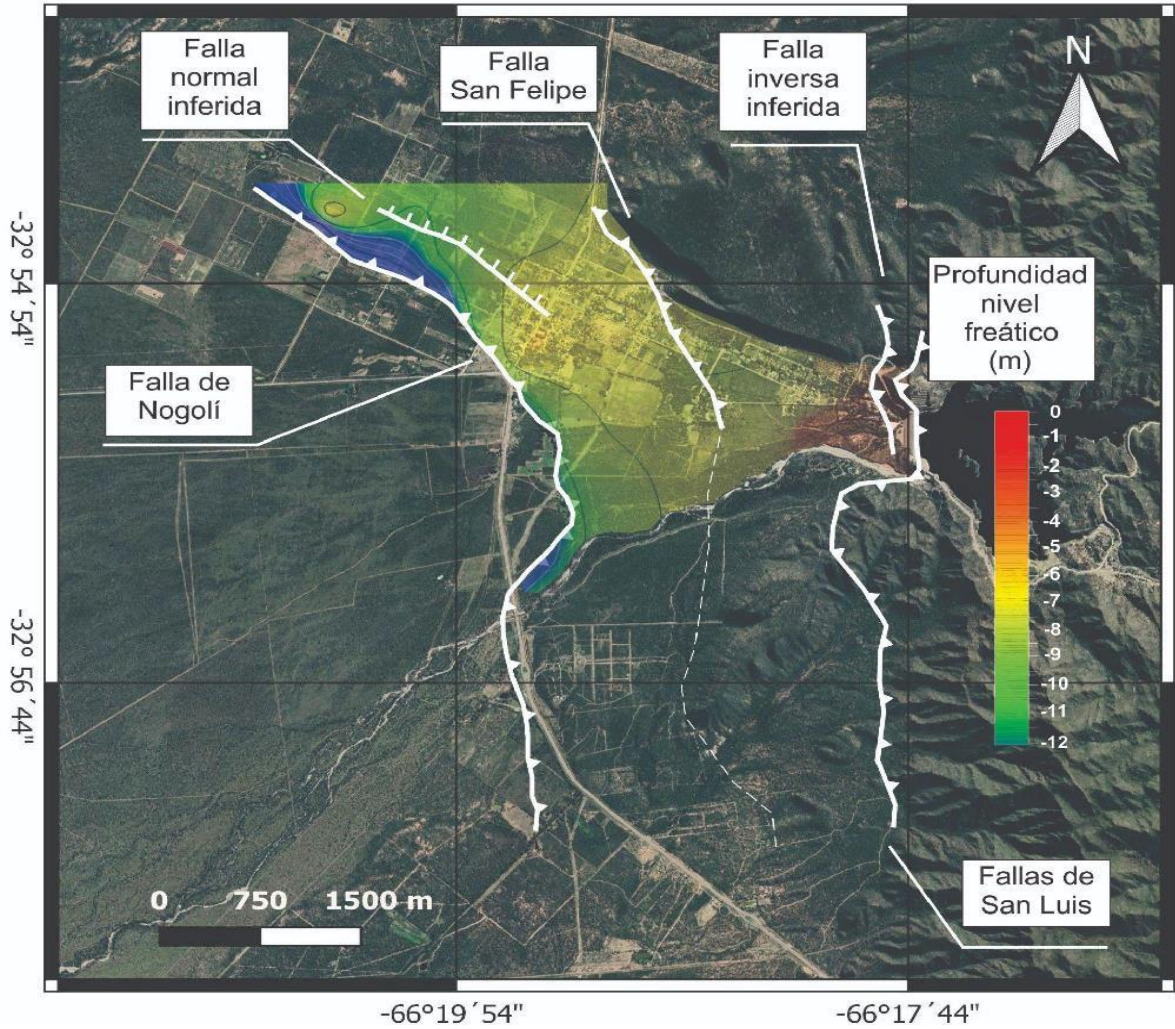 Falla
normal
inferida
Falla
San Felipe
Falla
inversa
inferida
N
-32° 54´54"
Profundidad
nivel
freático
(m)
Falla de
Nogolí
0
-1
-2
-3
-4
-5
-6
-7
-8
-9
-10
-11
-12
-32° 56´44"
0 750 1500 m
Fallas de
San Luis
-66°19´54"
-66°17´44"